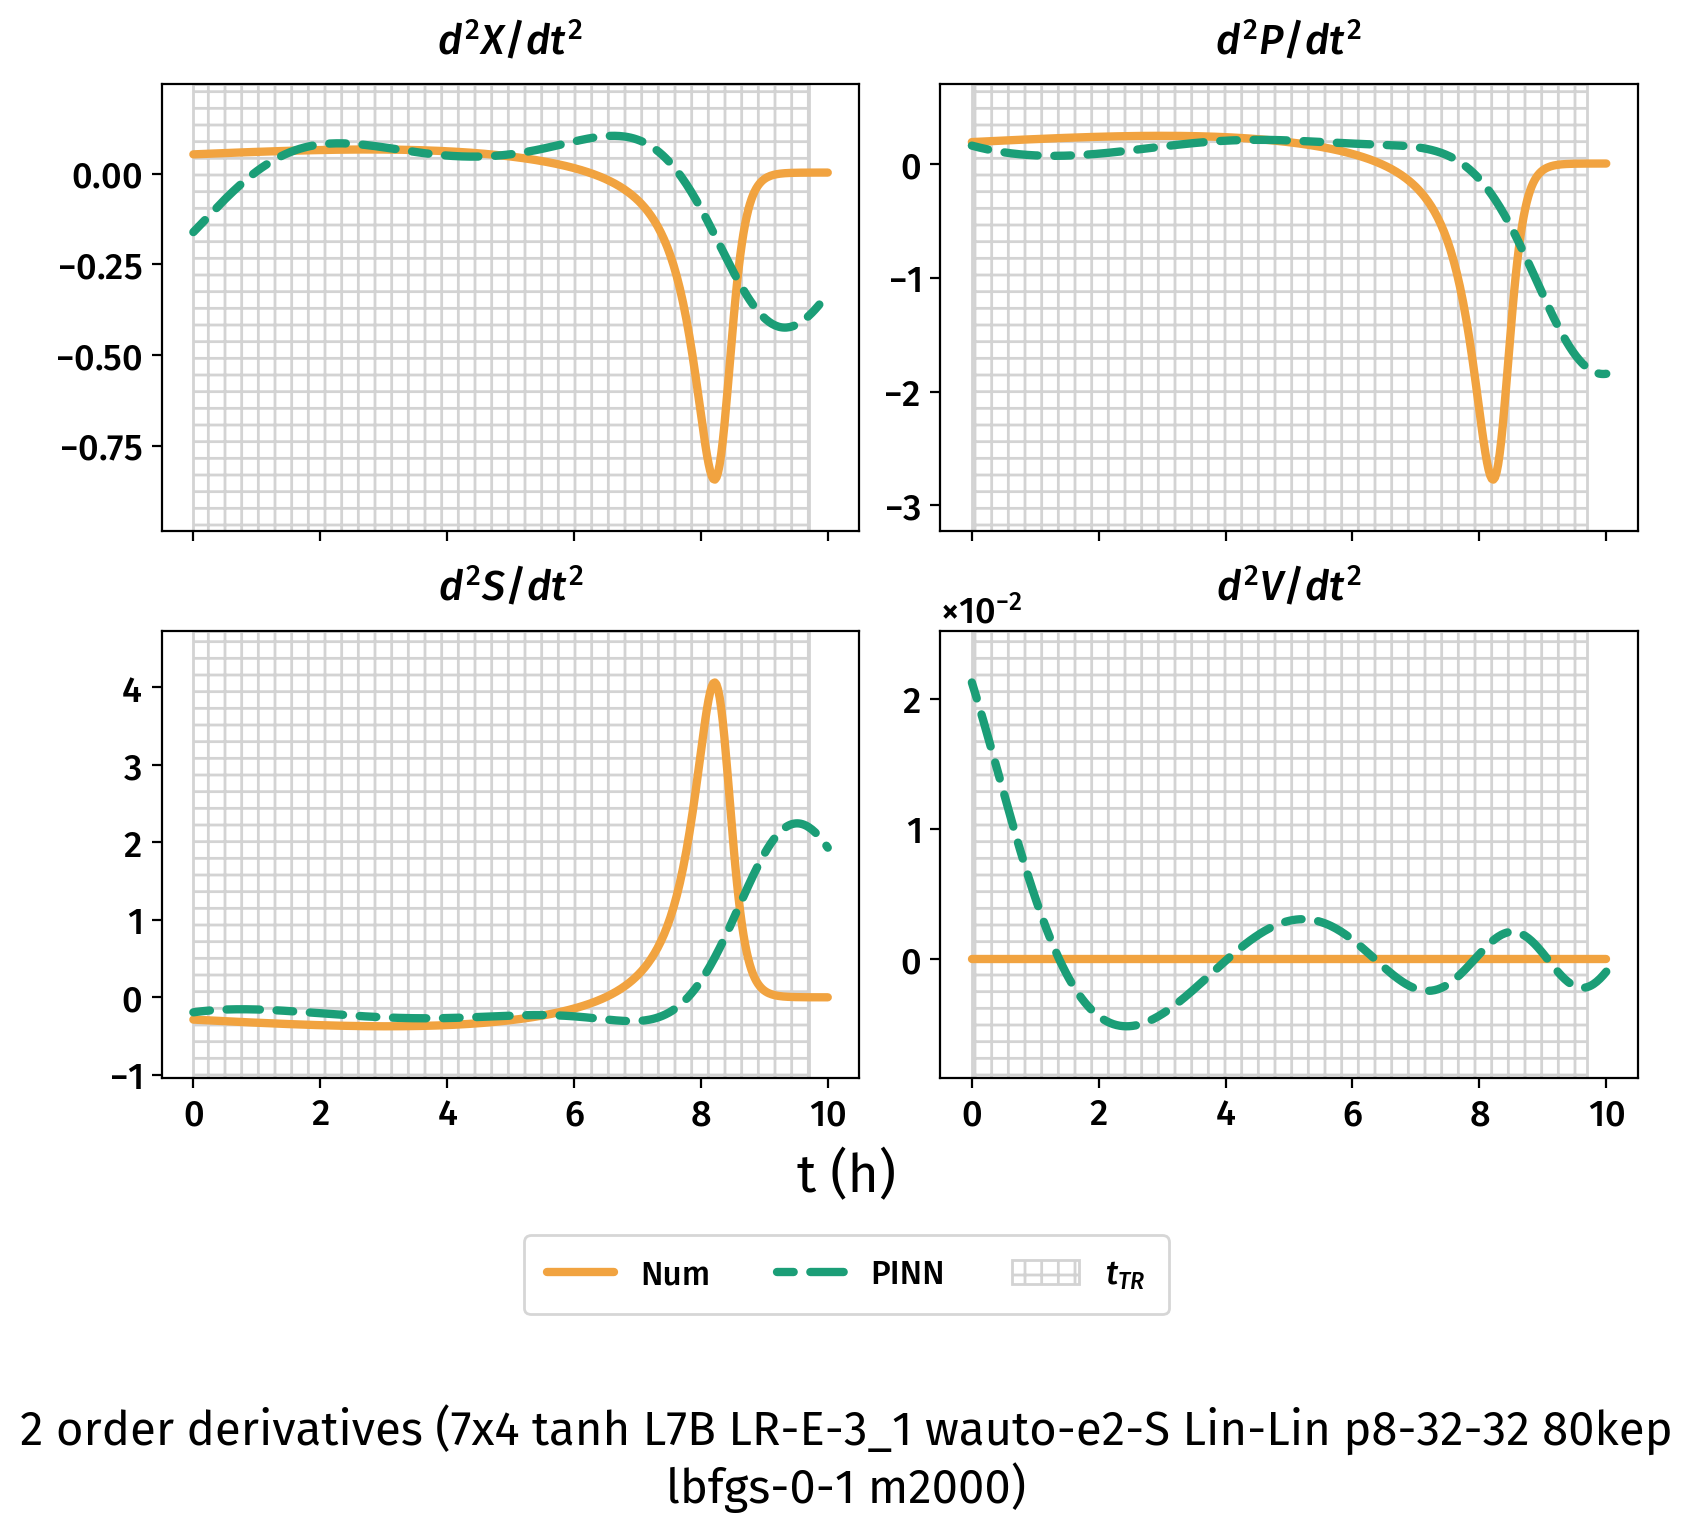 d²X/dt²
d²P/dt²
0.00
−0.25
−0.50
−0.75
0
−1
−2
−3
d²S/dt²
d²V/dt²
×10⁻²
4
3
2
1
0
−1
2
1
0
0 2 4 6 8 10
0 2 4 6 8 10
t (h)
Num PINN t_TR
2 order derivatives (7x4 tanh L7B LR-E-3_1 wauto-e2-S Lin-Lin p8-32-32 80kep
lbfgs-0-1 m2000)